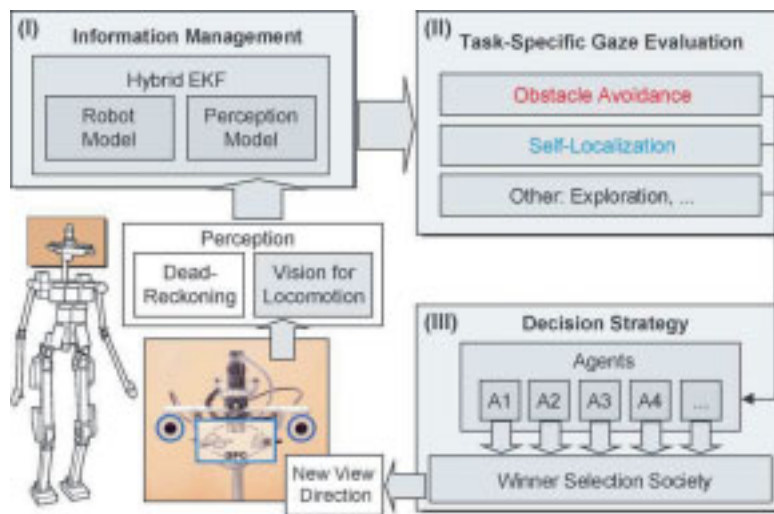 (I) Information Management
Hybrid EKF
Robot
Model
Perception
Model
(II) Task-Specific Gaze Evaluation
Obstacle Avoidance
Self-Localization
Other: Exploration, ...
Perception
Dead-
Reckoning
Vision for
Locomotion
(III) Decision Strategy
Agents
A1 A2 A3 A4 ...
Winner Selection Society
New View
Direction